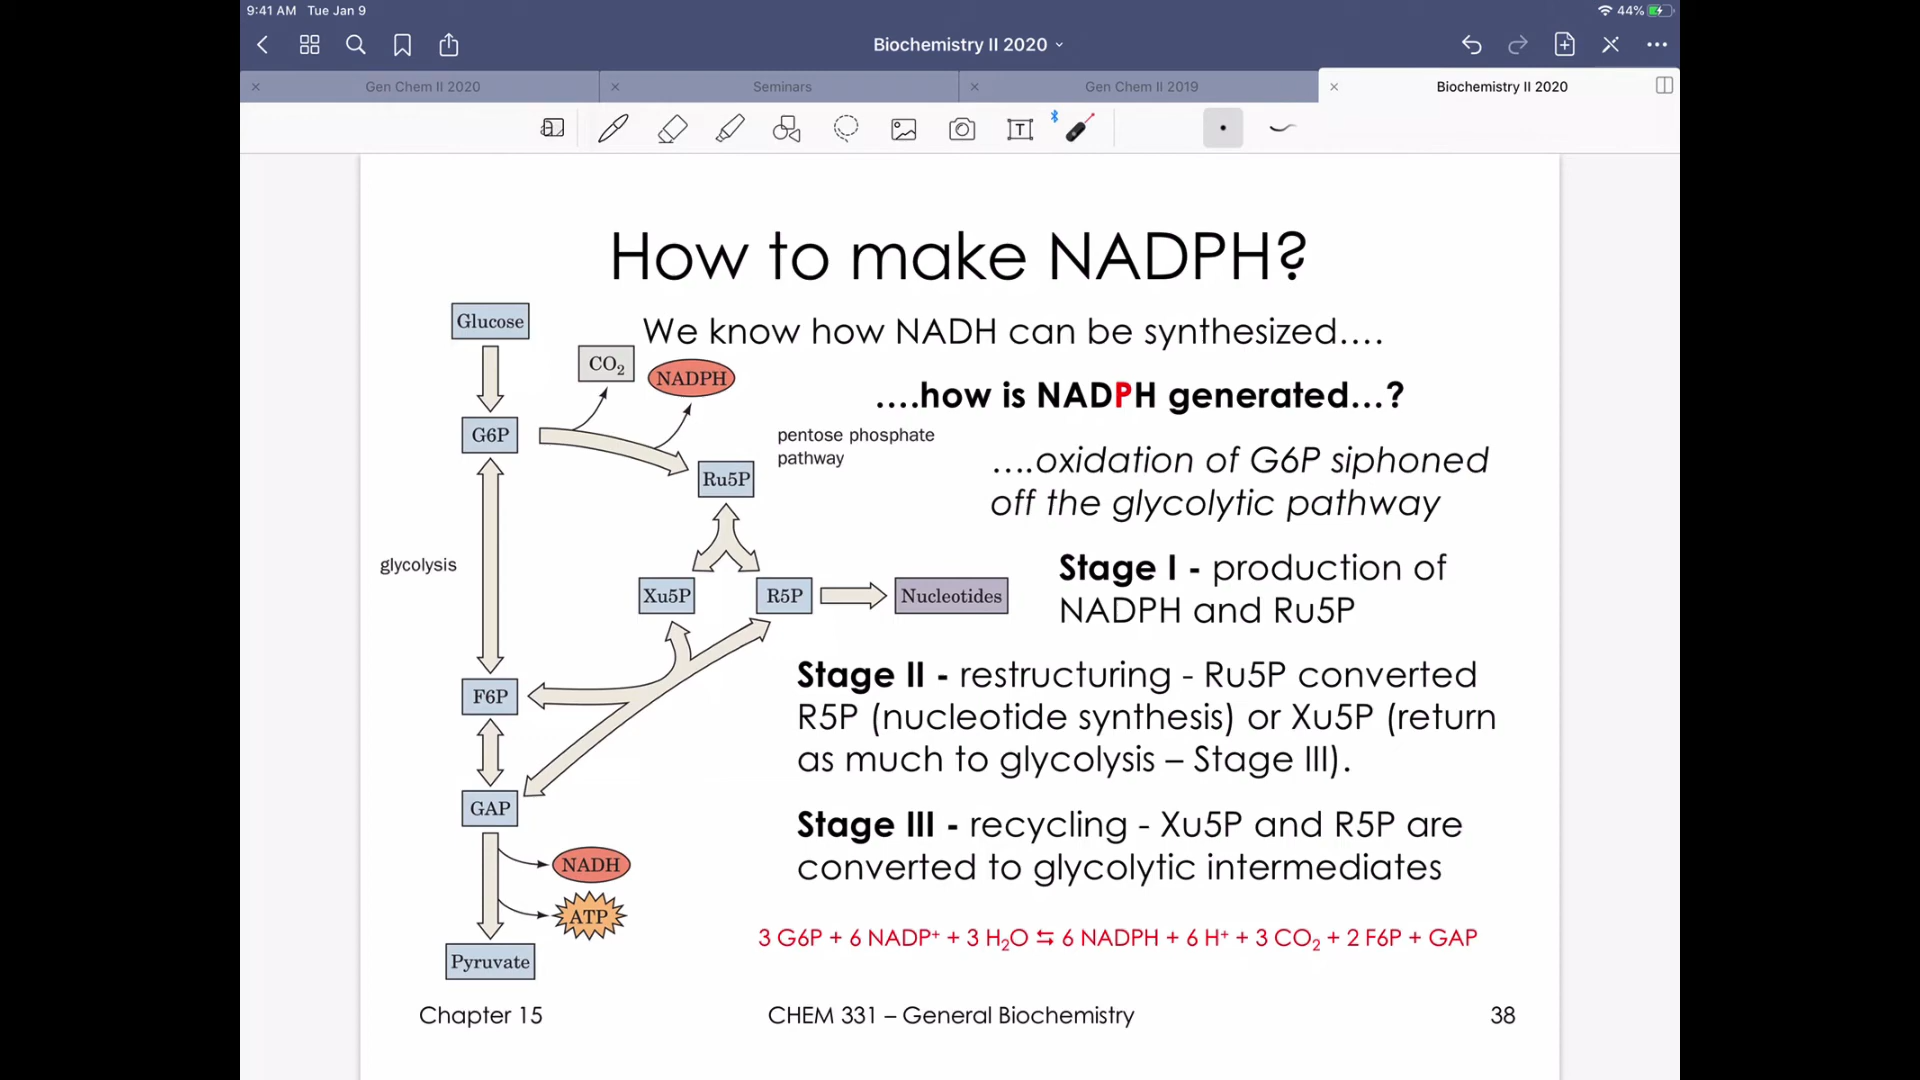 9:41 AM Tue Jan 9
44%
Biochemistry II 2020
Gen Chem II 2020
Seminars
Gen Chem II 2019
Biochemistry II 2020
T
How to make NADPH?
Glucose
We know how NADH can be synthesized....
CO₂
NADPH
....how is NADPH generated...?
G6P
pentose phosphate
pathway
....oxidation of G6P siphoned
off the glycolytic pathway
Ru5P
glycolysis
Stage I - production of
NADPH and Ru5P
Xu5P
R5P
Nucleotides
Stage II - restructuring - Ru5P converted
R5P (nucleotide synthesis) or Xu5P (return
as much to glycolysis – Stage III).
F6P
GAP
Stage III - recycling - Xu5P and R5P are
converted to glycolytic intermediates
NADH
ATP
3 G6P + 6 NADP⁺ + 3 H₂O ⇆ 6 NADPH + 6 H⁺ + 3 CO₂ + 2 F6P + GAP
Pyruvate
Chapter 15
CHEM 331 – General Biochemistry
38